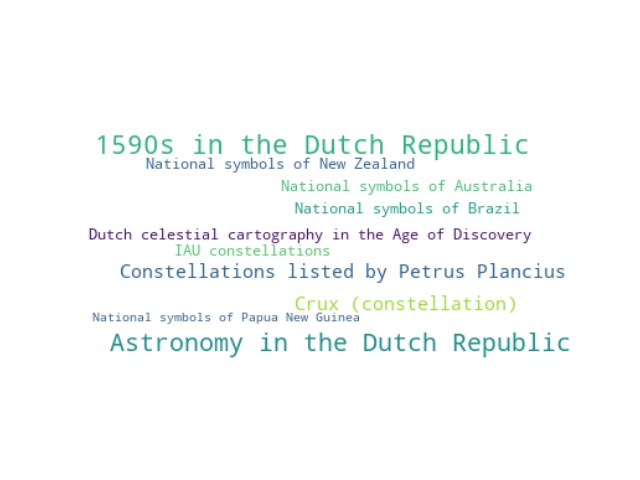 1590s in the Dutch Republic
National symbols of New Zealand
National symbols of Australia
National symbols of Brazil
Dutch celestial cartography in the Age of Discovery
IAU constellations
Constellations listed by Petrus Plancius
Crux (constellation)
National symbols of Papua New Guinea
Astronomy in the Dutch Republic